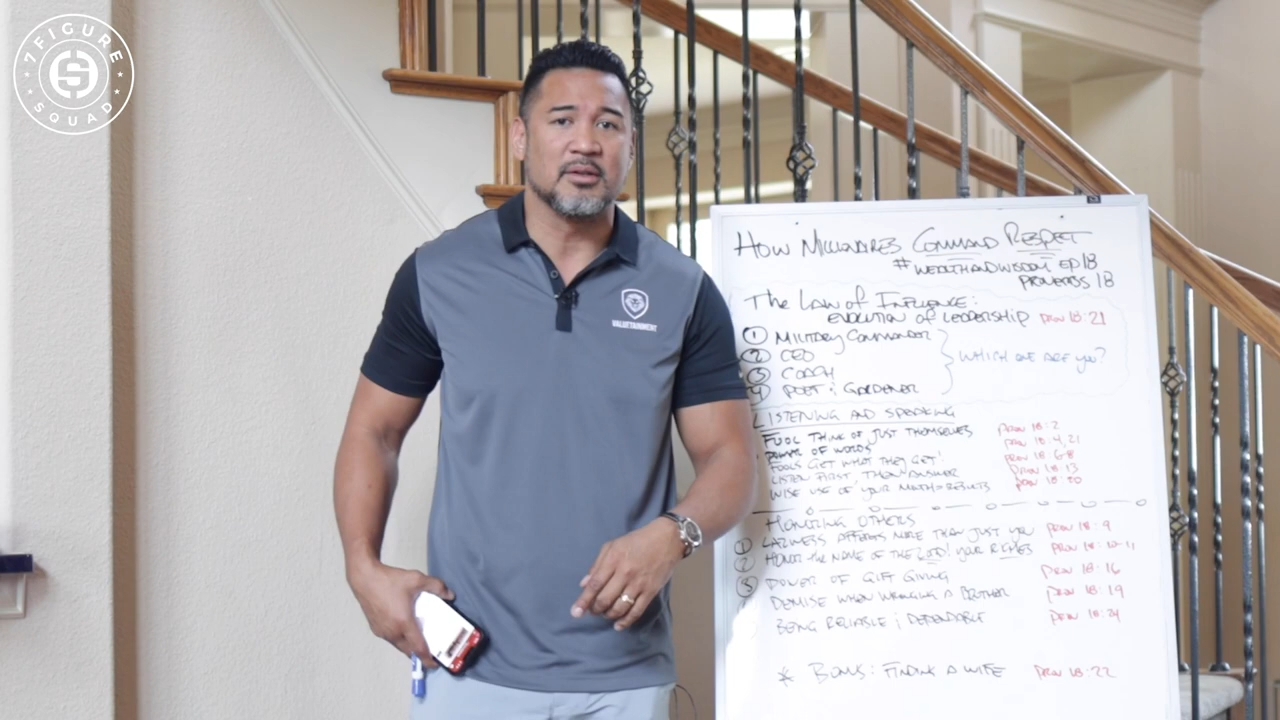 7 FIGURE
SQUAD
VALUETAINMENT
How Millionaires Command Respet
#wealthandwisdom EP 18
Proverbs 18
The Law of Influence:
Evolution of Leadership Prov 18:21
1 Military Commander
2 CEO
3 Coach
4 Poet & Gardener
Which one are you?
Listening and Speaking
Fool think of just themselves Prov 18:2
Power of words Prov 18:4,21
Fools get what they get! Prov 18:6-8
Listen first, then answer Prov 18:13
Wise use of your mouth = results Prov 18:20
Honoring Others
1 Laziness affects more than just you Prov 18:9
2 Honor the name of the Lord! your riches Prov 18:10-11
3 Power of gift giving Prov 18:16
Demise when wronging a brother Prov 18:19
Being reliable & dependable Prov 18:24
* Bonus: Finding a wife Prov 18:22